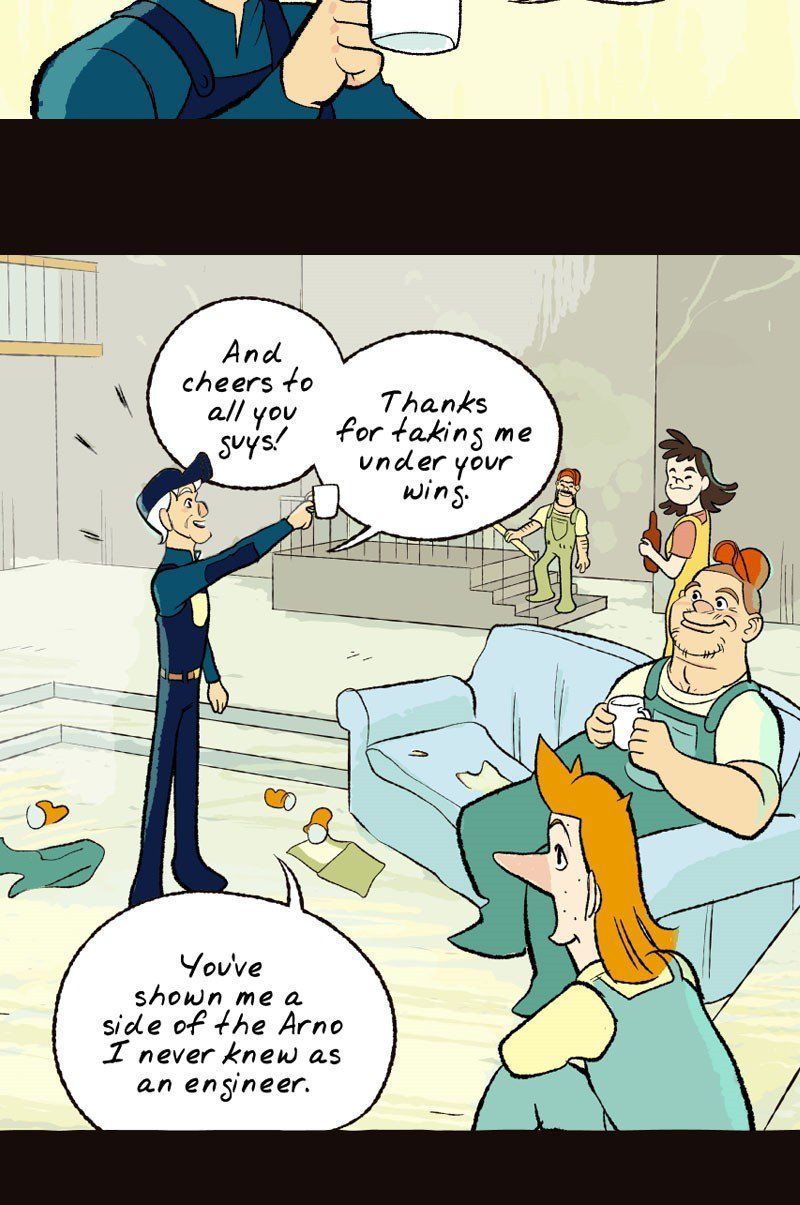 And
cheers to
all you
guys!
Thanks
for taking me
under your
wing.
You've
shown me a
side of the Arno
I never knew as
an engineer.